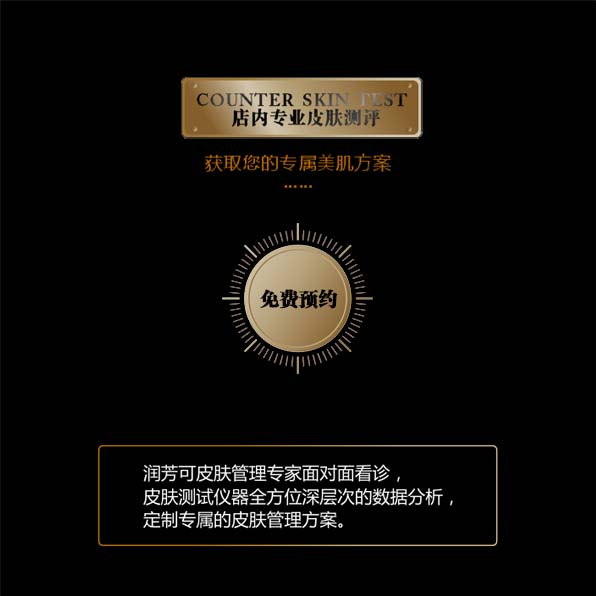 COUNTER SKIN TEST
店内专业皮肤测评
获取您的专属美肌方案
免费预约
润芳可皮肤管理专家面对面看诊，
皮肤测试仪器全方位深层次的数据分析，
定制专属的皮肤管理方案。